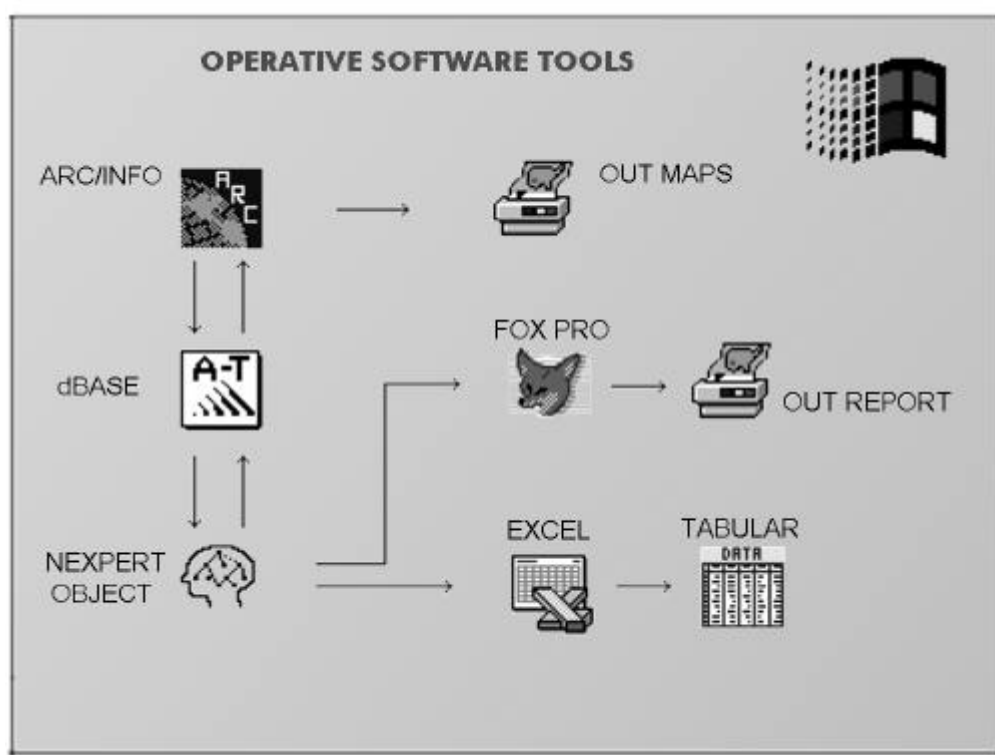 OPERATIVE SOFTWARE TOOLS
ARC/INFO
ARC
OUT MAPS
FOX PRO
dBASE
A-T
OUT REPORT
EXCEL
TABULAR
DATA
NEXPERT
OBJECT